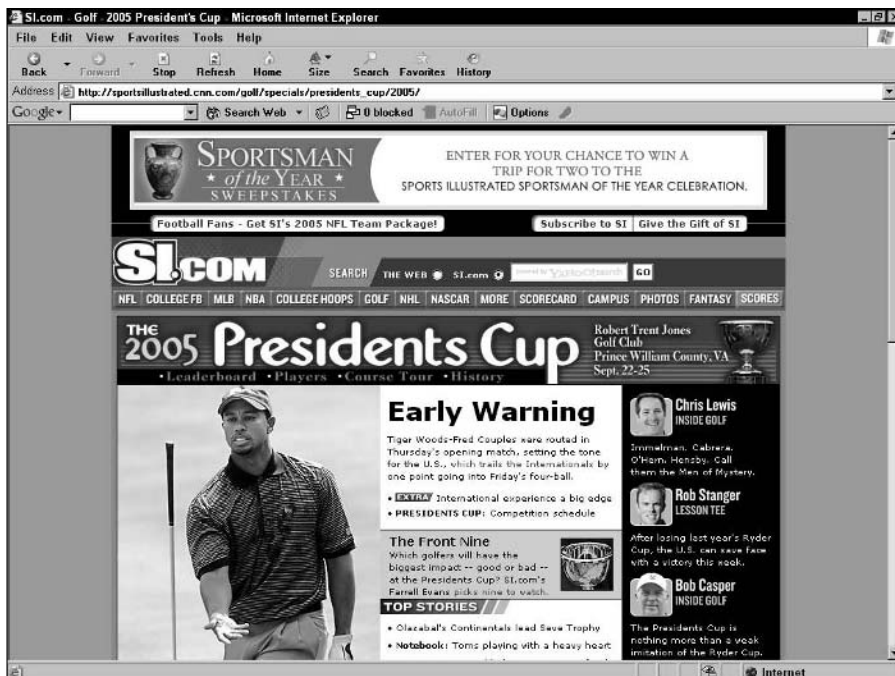 SI.com - Golf - 2005 President's Cup - Microsoft Internet Explorer
File Edit View Favorites Tools Help
Back Forward Stop Refresh Home Size Search Favorites History
Address http://sportsillustrated.cnn.com/golf/specials/presidents_cup/2005/
Google Search Web 0 blocked AutoFill Options
SPORTSMAN
of the YEAR
SWEEPSTAKES
ENTER FOR YOUR CHANCE TO WIN A
TRIP FOR TWO TO THE
SPORTS ILLUSTRATED SPORTSMAN OF THE YEAR CELEBRATION.
Football Fans - Get SI's 2005 NFL Team Package!
Subscribe to SI Give the Gift of SI
SI.COM
SEARCH THE WEB SI.com GO
NFL COLLEGE FB MLB NBA COLLEGE HOOPS GOLF NHL NASCAR MORE SCORECARD CAMPUS PHOTOS FANTASY SCORES
THE 2005 Presidents Cup
•Leaderboard •Players •Course Tour •History
Robert Trent Jones
Golf Club
Prince William County, VA
Sept. 22-25
Early Warning
Tiger Woods-Fred Couples were routed in
Thursday's opening match, setting the tone
for the U.S., which trails the Internationals by
one point going into Friday's four-ball.
• EXTRA International experience a big edge
• PRESIDENTS CUP: Competition schedule
The Front Nine
Which golfers will have the
biggest impact -- good or bad --
at the Presidents Cup? SI.com's
Farrell Evans picks nine to watch.
TOP STORIES
• Olazabal's Continentals lead Seve Trophy
• Notebook: Toms playing with a heavy heart
Chris Lewis
INSIDE GOLF
Immelman, Cabrera,
O'Hern, Hensby. Call
them the Men of Mystery.
Rob Stanger
LESSON TEE
After losing last year's Ryder
Cup, the U.S. can save face
with a victory this week.
Bob Casper
INSIDE GOLF
The Presidents Cup is
nothing more than a weak
imitation of the Ryder Cup.
Internet